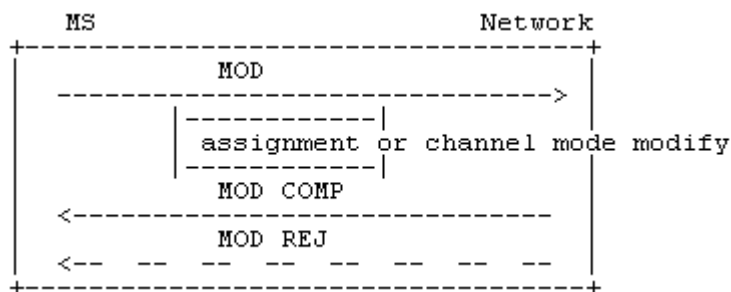 MS Network
MOD
assignment or channel mode modify
MOD COMP
MOD REJ